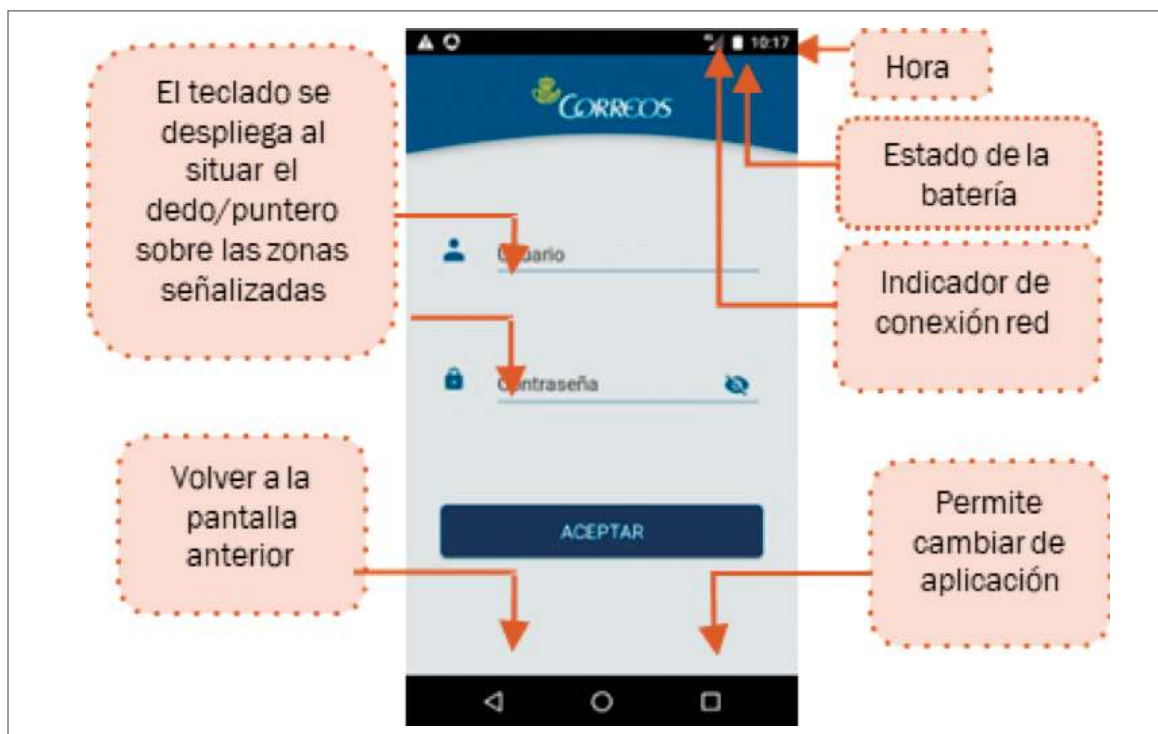 El teclado se
despliega al
situar el
dedo/puntero
sobre las zonas
señalizadas
10:17
Hora
CORREOS
Estado de la
batería
Usuario
Indicador de
conexión red
Contraseña
Volver a la
pantalla
anterior
ACEPTAR
Permite
cambiar de
aplicación